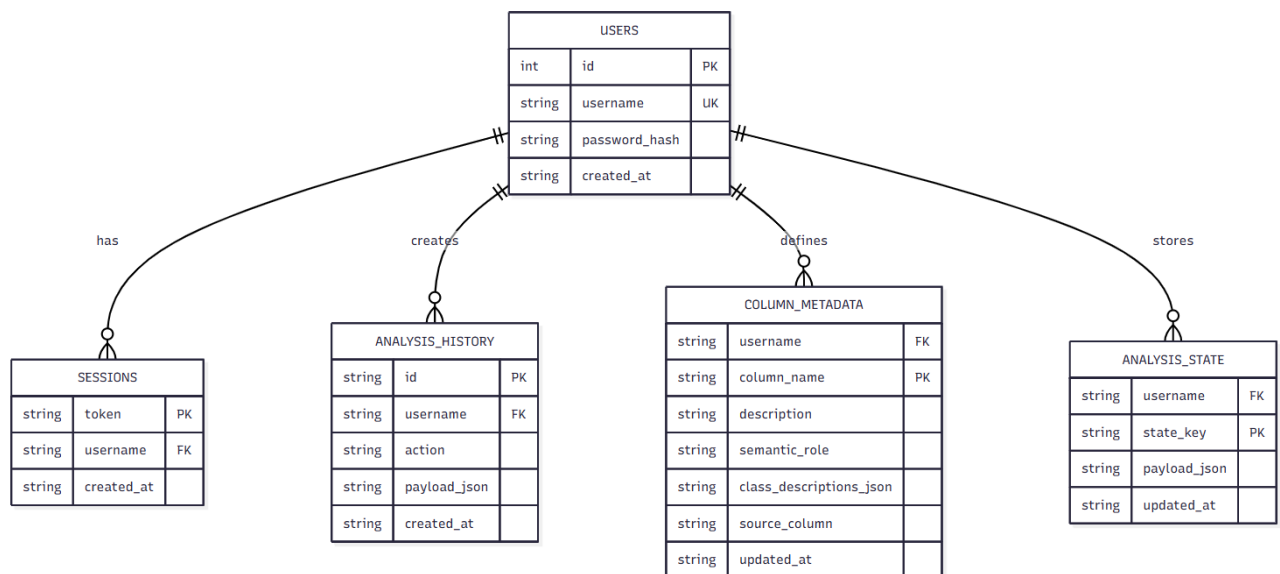 USERS
int id PK
string username UK
string password_hash
string created_at
has
creates
defines
stores
SESSIONS
string token PK
string username FK
string created_at
ANALYSIS_HISTORY
string id PK
string username FK
string action
string payload_json
string created_at
COLUMN_METADATA
string username FK
string column_name PK
string description
string semantic_role
string class_descriptions_json
string source_column
string updated_at
ANALYSIS_STATE
string username FK
string state_key PK
string payload_json
string updated_at